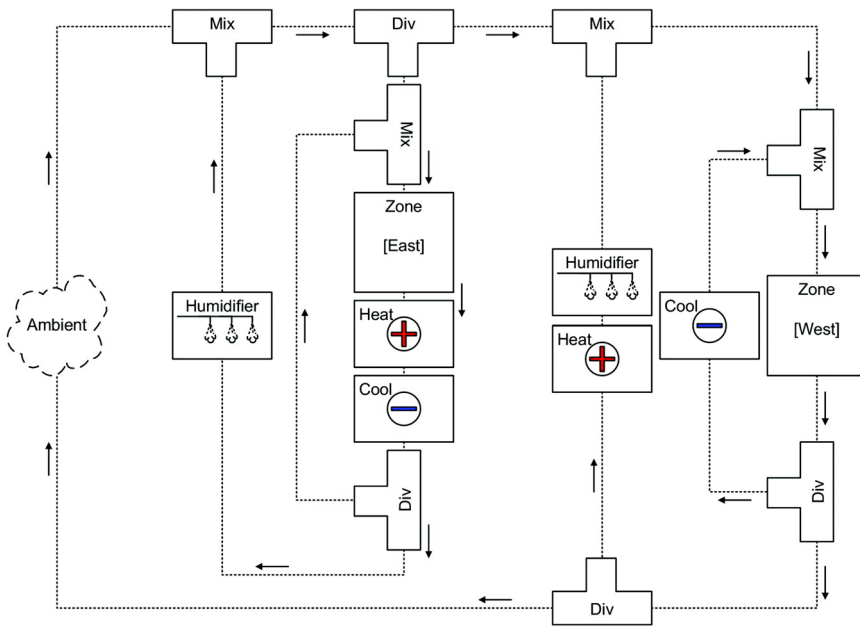 Mix
Div
Mix
Mix
Mix
Zone
[East]
Humidifier
Zone
[West]
Ambient
Humidifier
Heat
Cool
Heat
Cool
Div
Div
Div